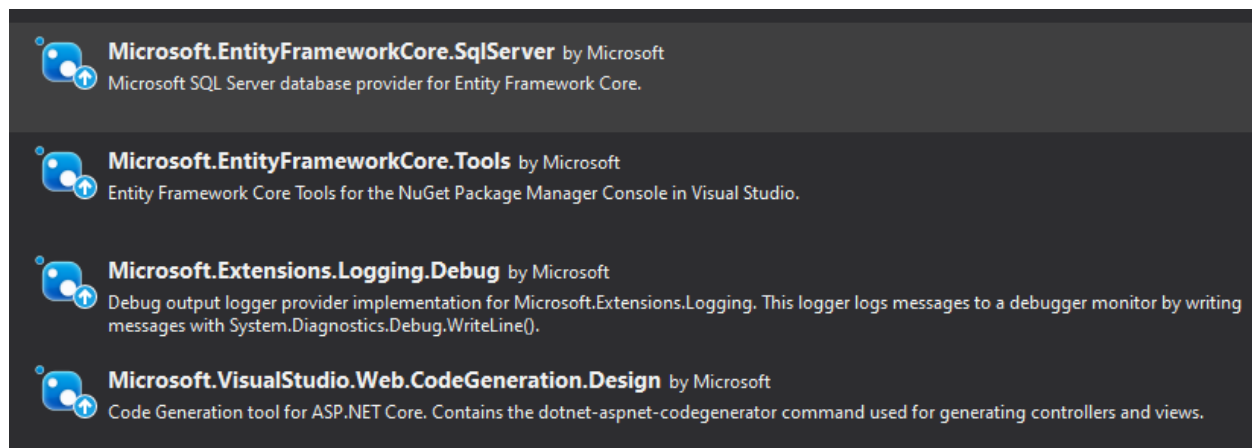 Microsoft.EntityFrameworkCore.SqlServer by Microsoft
Microsoft SQL Server database provider for Entity Framework Core.
Microsoft.EntityFrameworkCore.Tools by Microsoft
Entity Framework Core Tools for the NuGet Package Manager Console in Visual Studio.
Microsoft.Extensions.Logging.Debug by Microsoft
Debug output logger provider implementation for Microsoft.Extensions.Logging. This logger logs messages to a debugger monitor by writing
messages with System.Diagnostics.Debug.WriteLine().
Microsoft.VisualStudio.Web.CodeGeneration.Design by Microsoft
Code Generation tool for ASP.NET Core. Contains the dotnet-aspnet-codegenerator command used for generating controllers and views.